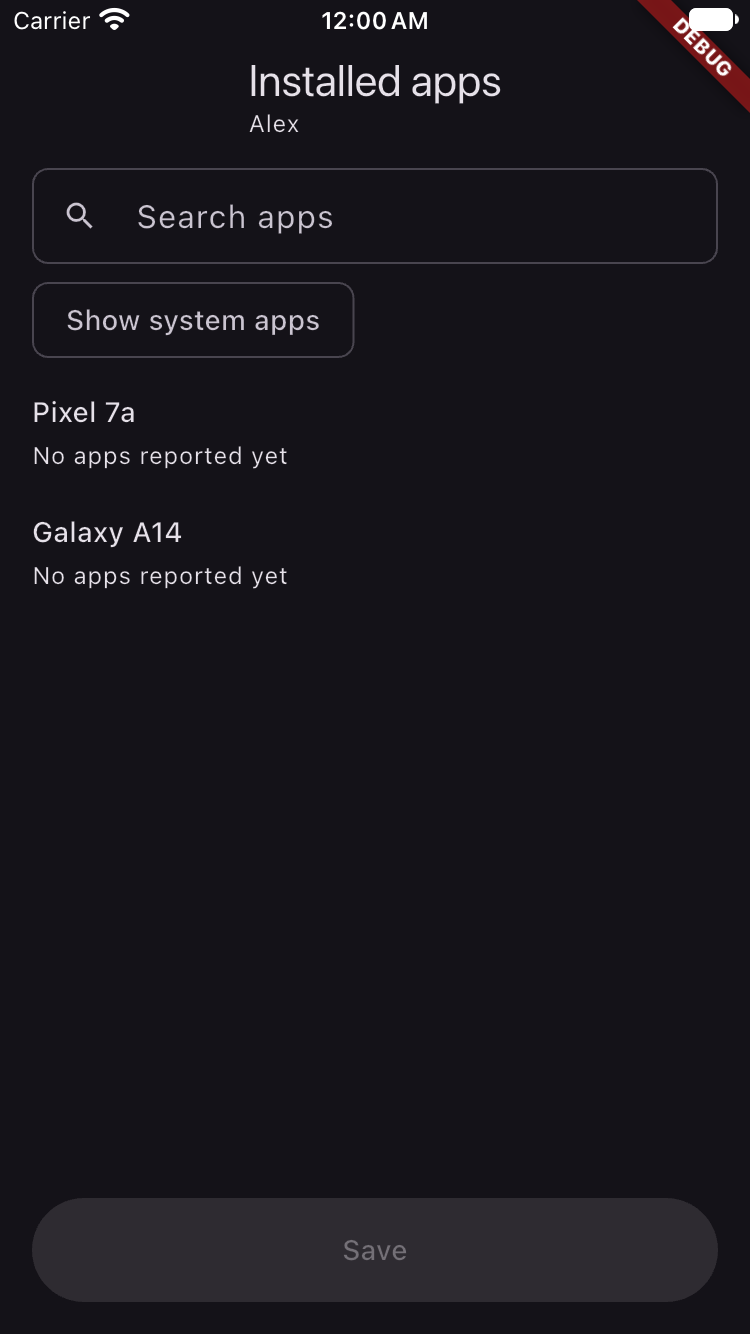 Carrier 12:00 AM
DEBUG
Installed apps
Alex
Search apps
Show system apps
Pixel 7a
No apps reported yet
Galaxy A14
No apps reported yet
Save